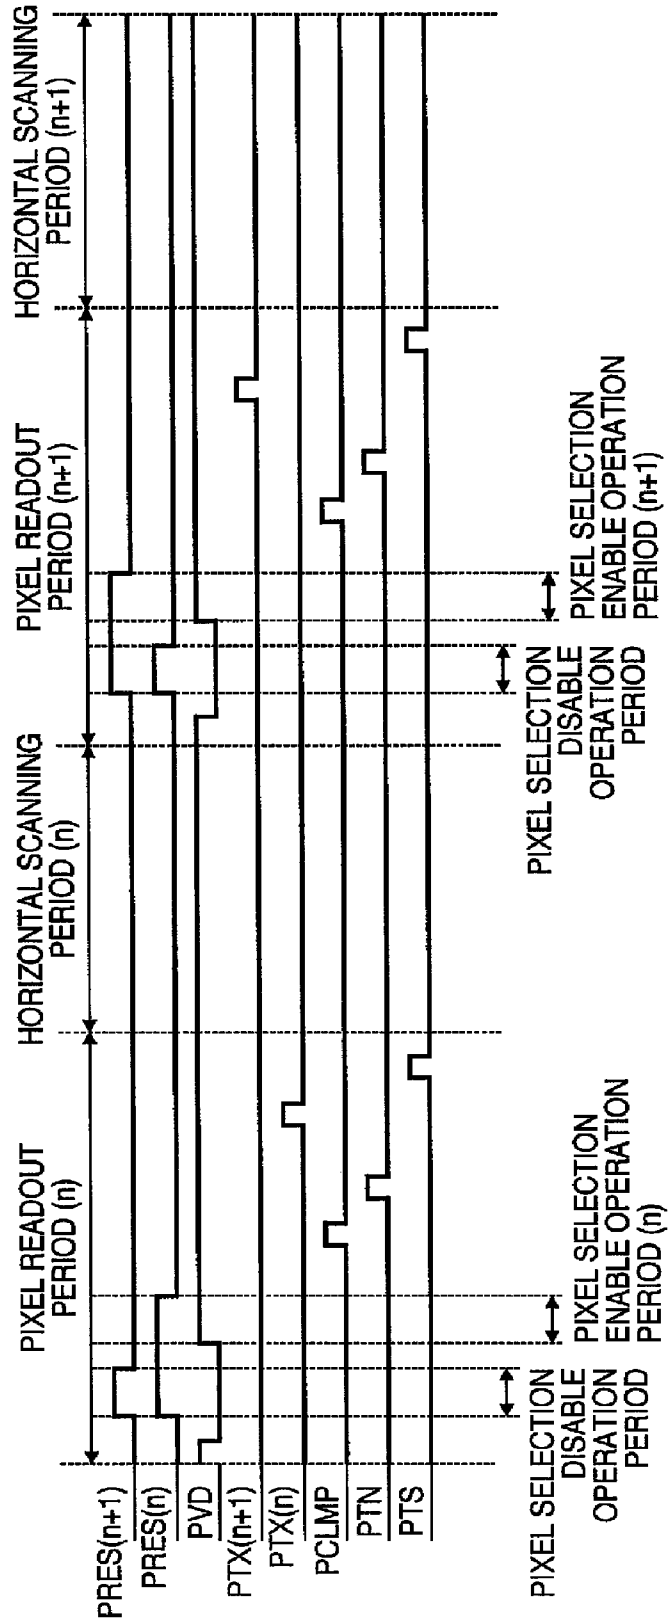 PIXEL READOUT
PERIOD (n)
HORIZONTAL SCANNING
PERIOD (n)
PIXEL READOUT
PERIOD (n+1)
HORIZONTAL SCANNING
PERIOD (n+1)
PRES(n+1)
PRES(n)
PVD
PTX(n+1)
PTX(n)
PCLMP
PTN
PTS
PIXEL SELECTION
DISABLE
OPERATION
PERIOD
PIXEL SELECTION
ENABLE OPERATION
PERIOD (n)
PIXEL SELECTION
DISABLE
OPERATION
PERIOD
PIXEL SELECTION
ENABLE OPERATION
PERIOD (n+1)